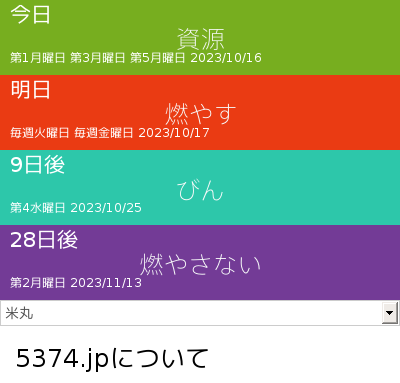 今日
資源
第1月曜日 第3月曜日 第5月曜日 2023/10/16
明日
燃やす
毎週火曜日 毎週金曜日 2023/10/17
9日後
びん
第4水曜日 2023/10/25
28日後
燃やさない
第2月曜日 2023/11/13
米丸
5374.jpについて